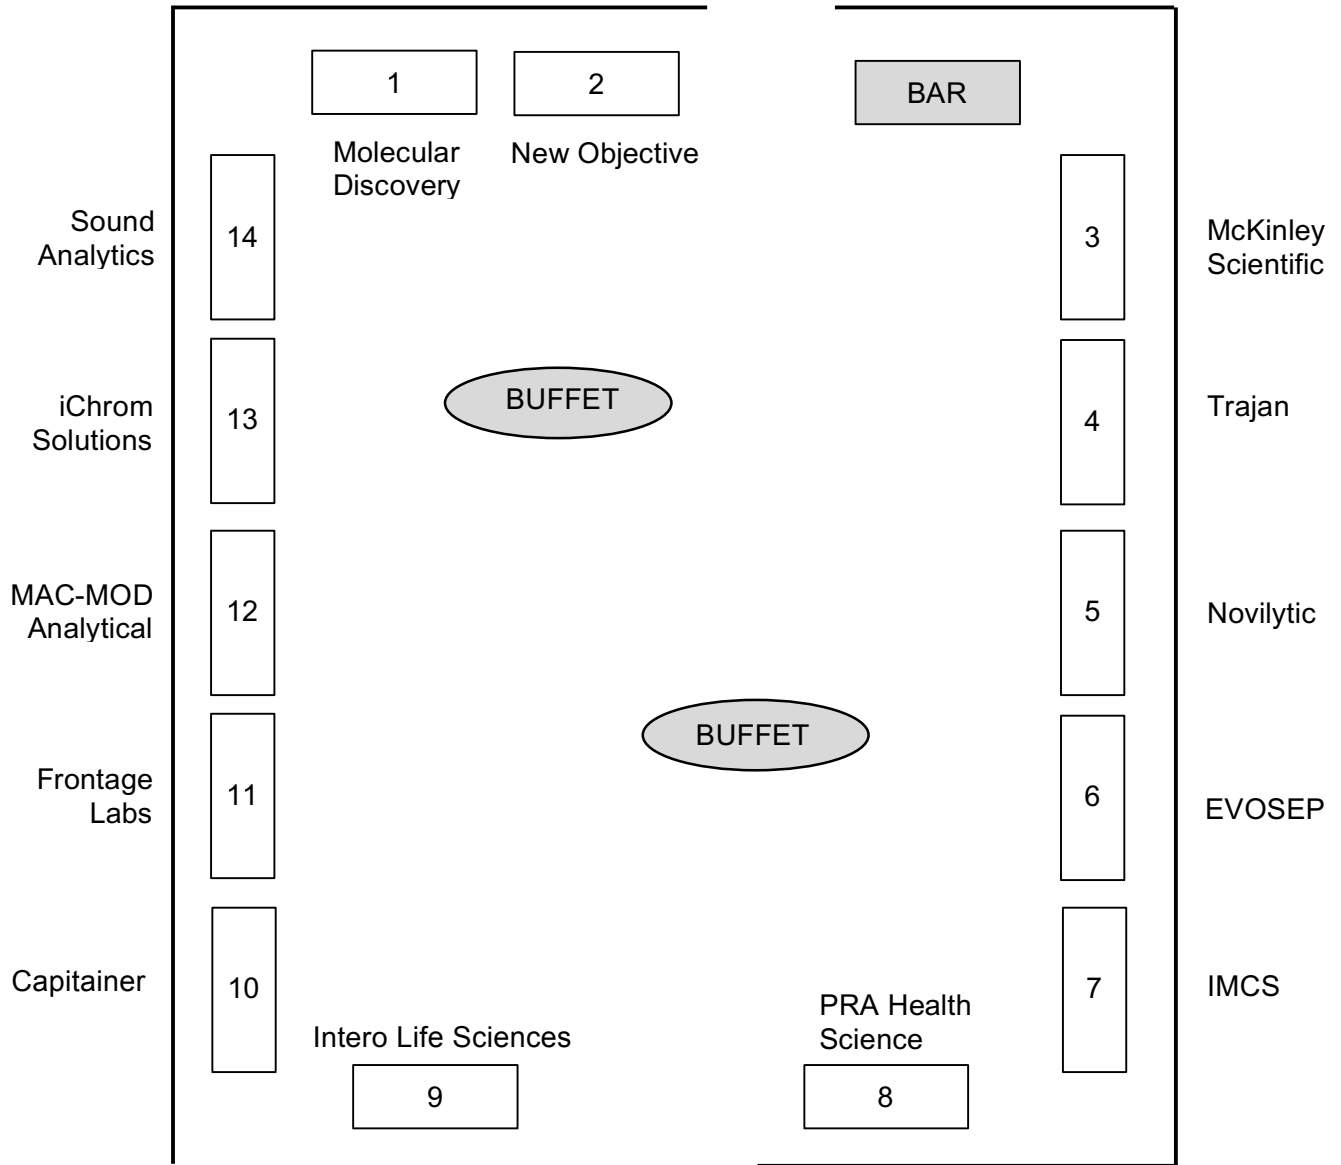 1
2
BAR
Molecular
Discovery
New Objective
Sound
Analytics
14
3
McKinley
Scientific
iChrom
Solutions
13
BUFFET
4
Trajan
MAC-MOD
Analytical
12
5
Novilytic
BUFFET
Frontage
Labs
11
6
EVOSEP
Capitainer
10
7
IMCS
Intero Life Sciences
9
PRA Health
Science
8